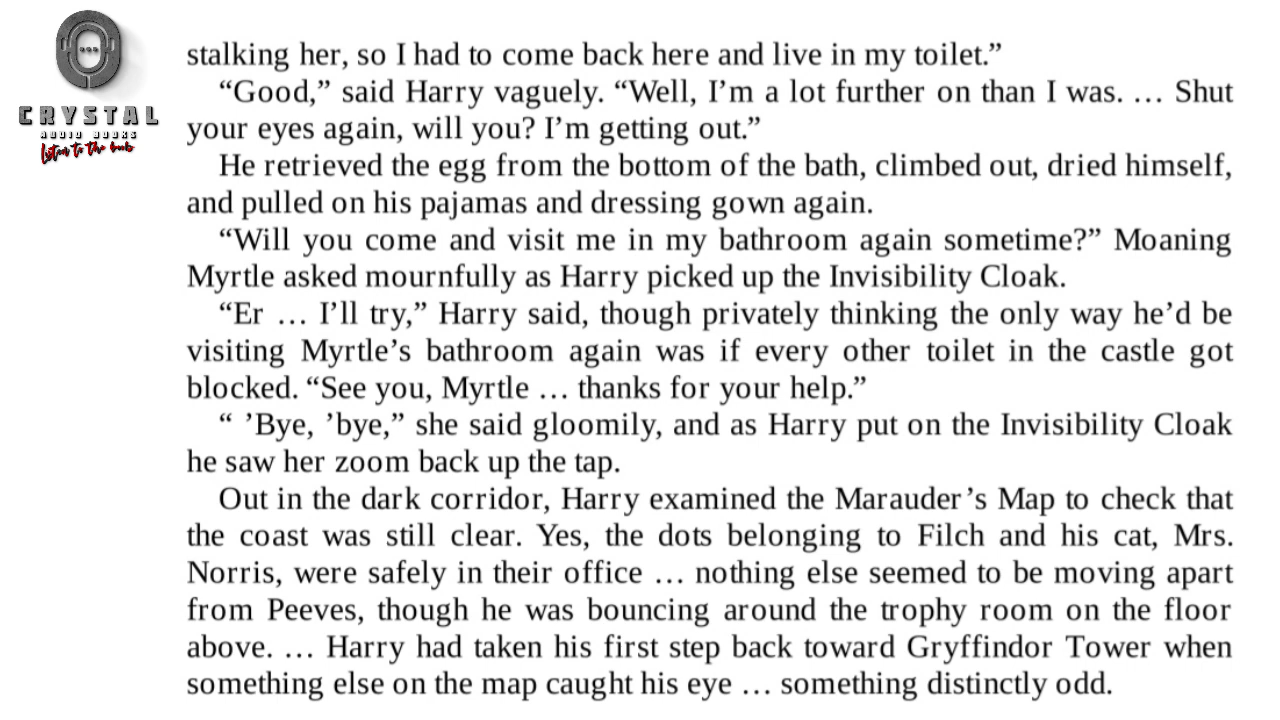 CRYSTAL
AUDIO BOOKS
Listen to the book
stalking her, so I had to come back here and live in my toilet.”
“Good,” said Harry vaguely. “Well, I’m a lot further on than I was. … Shut
your eyes again, will you? I’m getting out.”
He retrieved the egg from the bottom of the bath, climbed out, dried himself,
and pulled on his pajamas and dressing gown again.
“Will you come and visit me in my bathroom again sometime?” Moaning
Myrtle asked mournfully as Harry picked up the Invisibility Cloak.
“Er … I’ll try,” Harry said, though privately thinking the only way he’d be
visiting Myrtle’s bathroom again was if every other toilet in the castle got
blocked. “See you, Myrtle … thanks for your help.”
“ ’Bye, ’bye,” she said gloomily, and as Harry put on the Invisibility Cloak
he saw her zoom back up the tap.
Out in the dark corridor, Harry examined the Marauder’s Map to check that
the coast was still clear. Yes, the dots belonging to Filch and his cat, Mrs.
Norris, were safely in their office … nothing else seemed to be moving apart
from Peeves, though he was bouncing around the trophy room on the floor
above. … Harry had taken his first step back toward Gryffindor Tower when
something else on the map caught his eye … something distinctly odd.